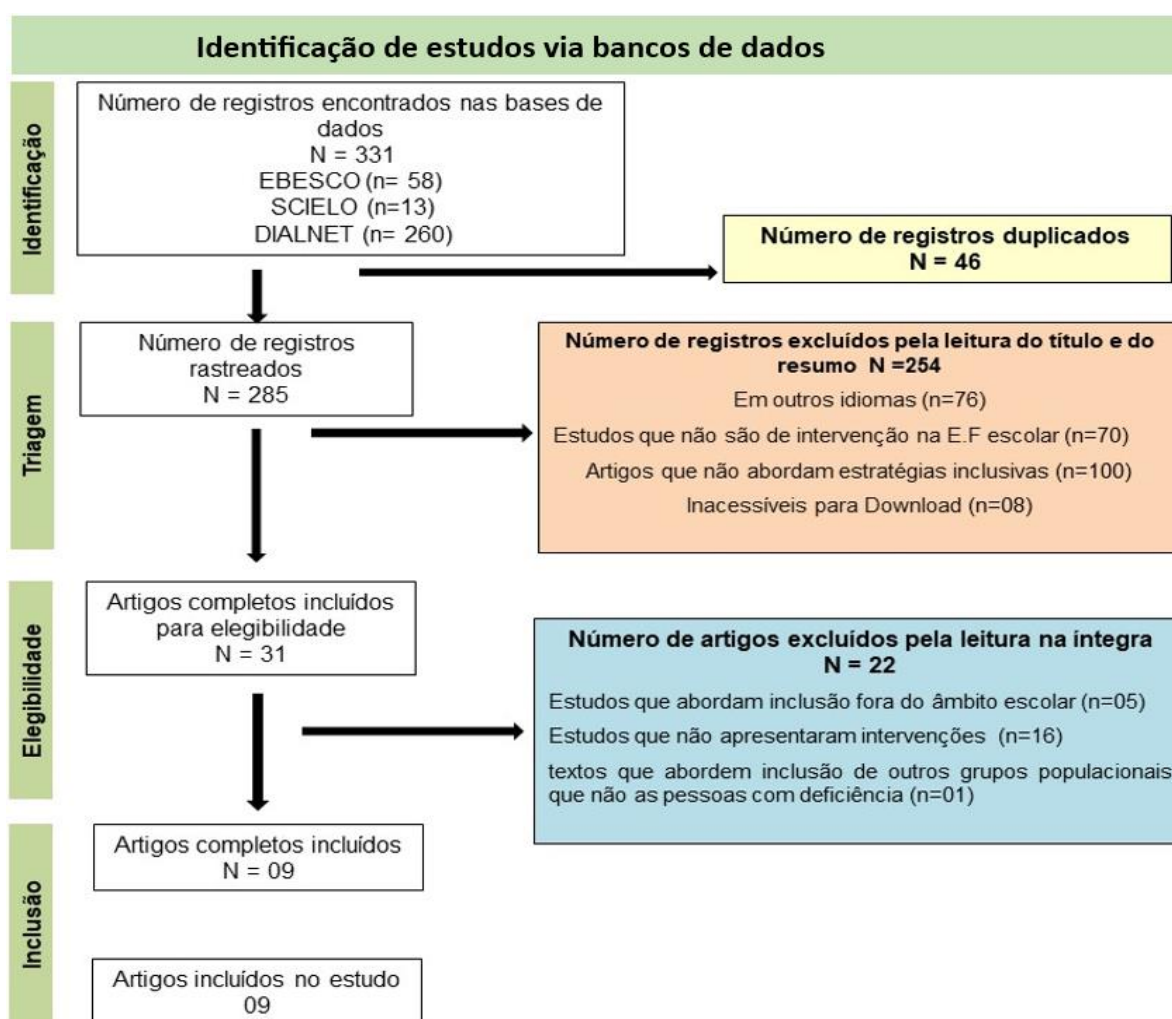 Identificação de estudos via bancos de dados
Identificação
Número de registros encontrados nas bases de
dados
N = 331
EBESCO (n= 58)
SCIELO (n=13)
DIALNET (n= 260)
Número de registros duplicados
N = 46
Triagem
Número de registros
rastreados
N = 285
Número de registros excluídos pela leitura do título e do
resumo N =254
Em outros idiomas (n=76)
Estudos que não são de intervenção na E.F escolar (n=70)
Artigos que não abordam estratégias inclusivas (n=100)
Inacessíveis para Download (n=08)
Elegibilidade
Artigos completos incluídos
para elegibilidade
N = 31
Número de artigos excluídos pela leitura na íntegra
N = 22
Estudos que abordam inclusão fora do âmbito escolar (n=05)
Estudos que não apresentaram intervenções (n=16)
textos que abordem inclusão de outros grupos populacionais
que não as pessoas com deficiência (n=01)
Inclusão
Artigos completos incluídos
N = 09
Artigos incluídos no estudo
09